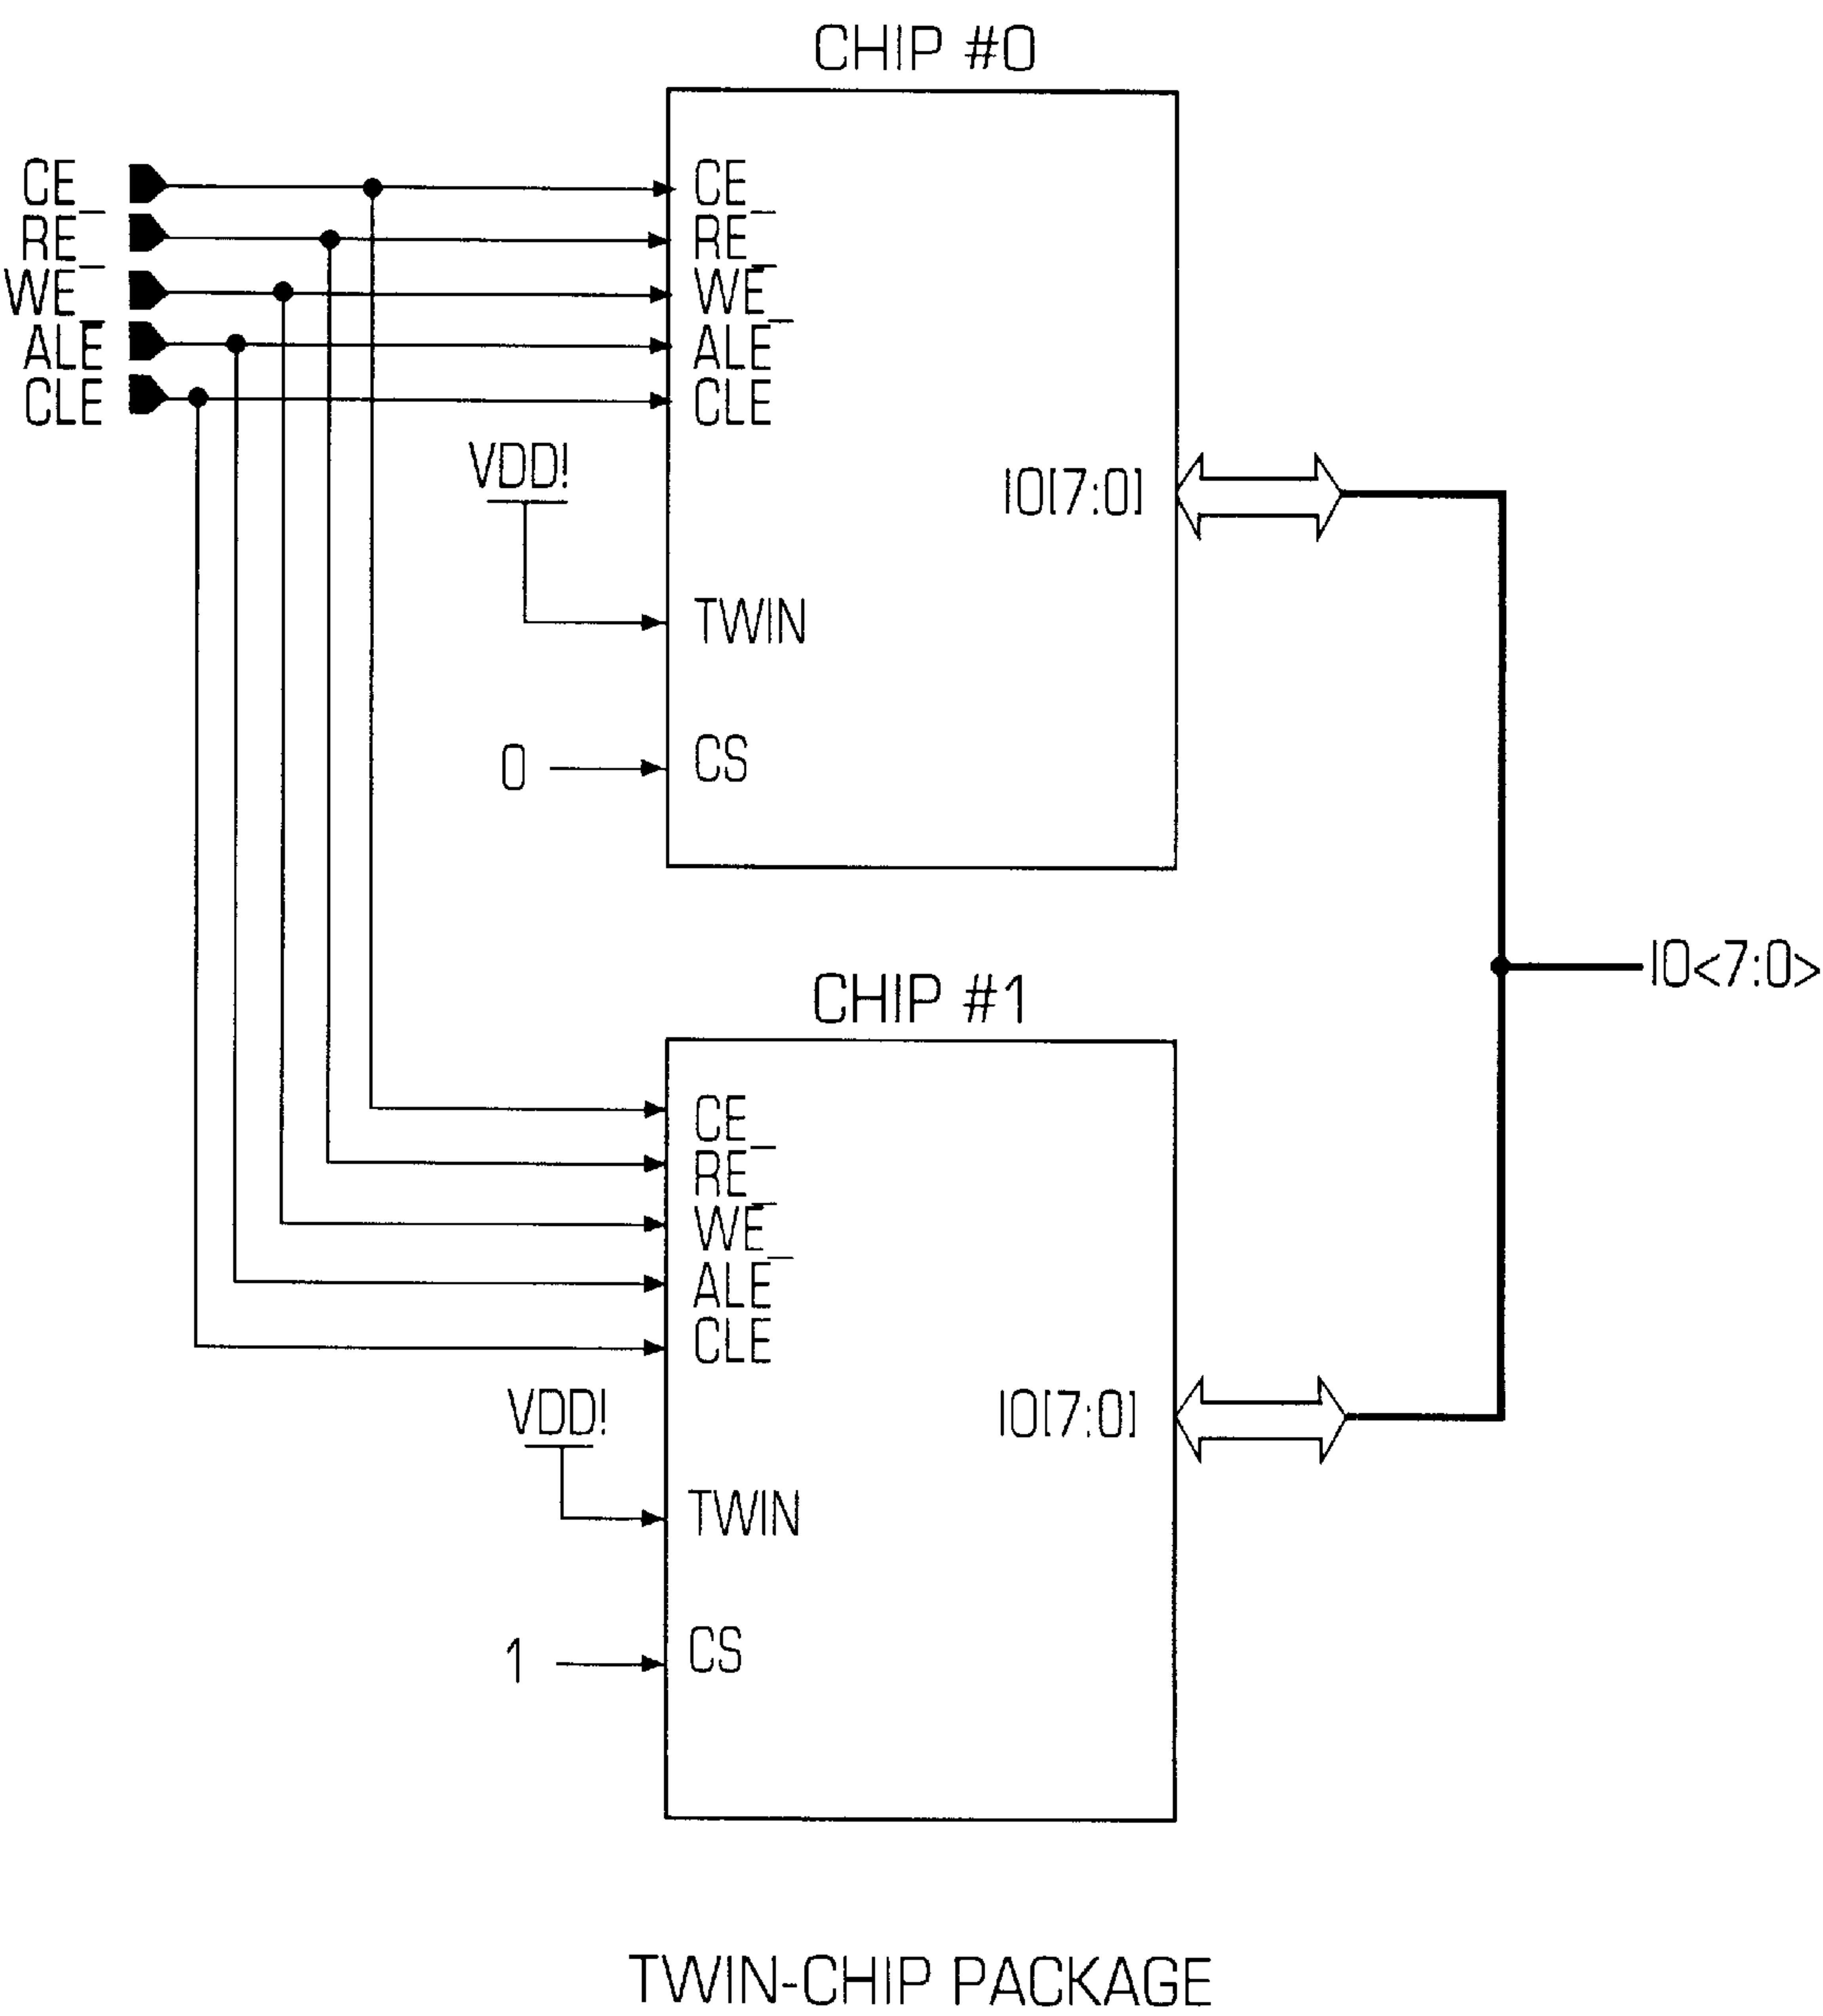 CHIP #0
CE_
RE_
WE_
ALE
CLE
CE_
RE_
WE_
ALE
CLE
VDD!
IO[7:0]
TWIN
0
CS
IO<7:0>
CHIP #1
CE_
RE_
WE_
ALE
CLE
VDD!
IO[7:0]
TWIN
1
CS
TWIN-CHIP PACKAGE